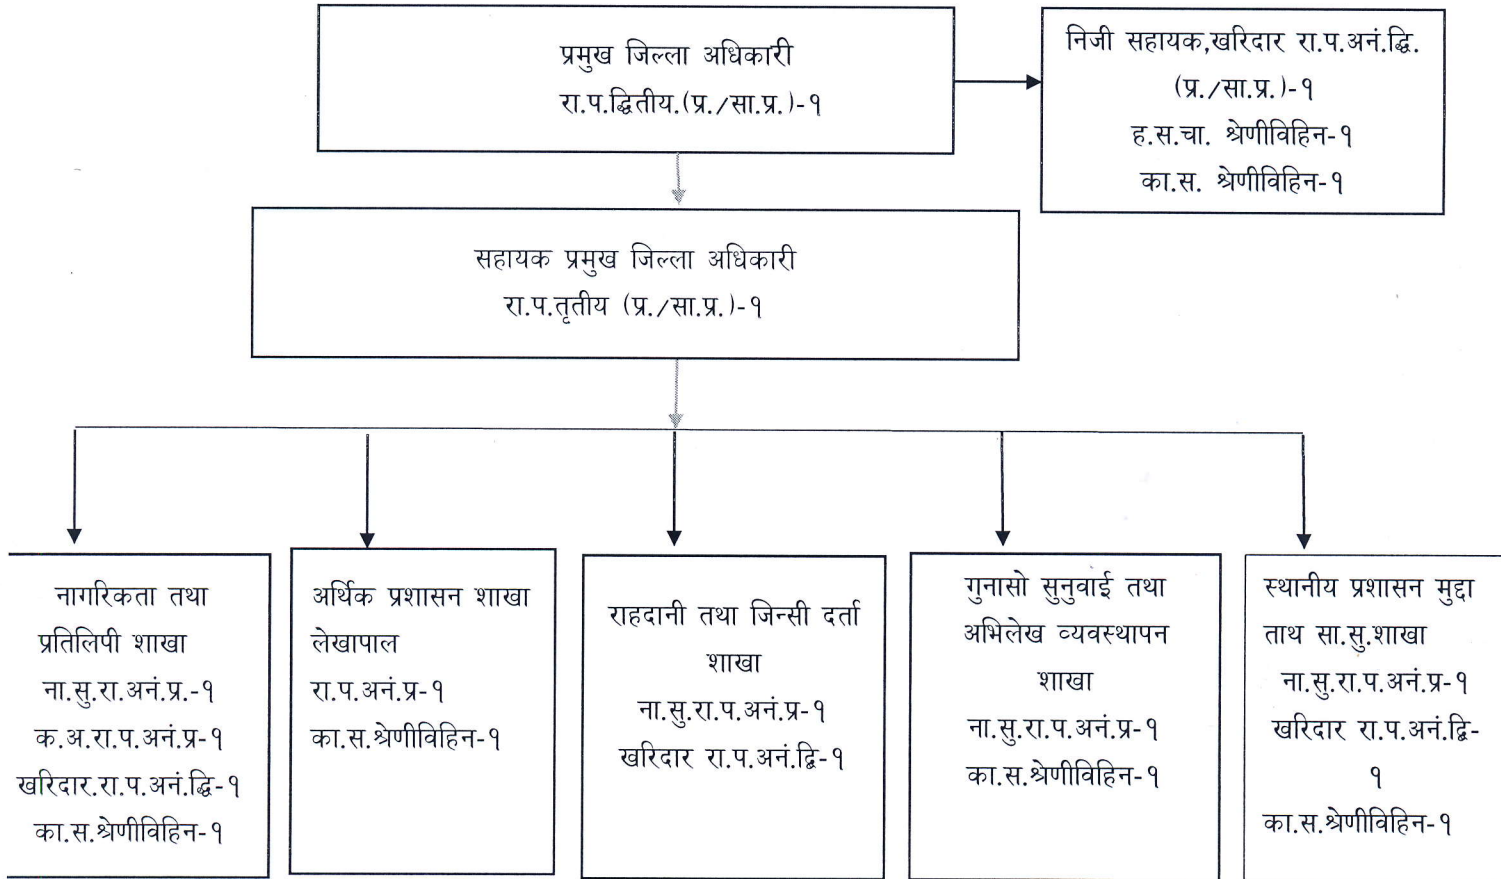 प्रमुख जिल्ला अधिकारी
रा.प.द्धितीय.(प्र./सा.प्र.)-१
निजी सहायक,खरिदार रा.प.अनं.द्धि.
(प्र./सा.प्र.)-१
ह.स.चा. श्रेणीविहिन-१
का.स. श्रेणीविहिन-१
सहायक प्रमुख जिल्ला अधिकारी
रा.प.तृतीय (प्र./सा.प्र.)-१
नागरिकता तथा
प्रतिलिपी शाखा
ना.सु.रा.अनं.प्र.-१
क.अ.रा.प.अनं.प्र-१
खरिदार.रा.प.अनं.द्धि-१
का.स.श्रेणीविहिन-१
अर्थिक प्रशासन शाखा
लेखापाल
रा.प.अनं.प्र-१
का.स.श्रेणीविहिन-१
राहदानी तथा जिन्सी दर्ता
शाखा
ना.सु.रा.प.अनं.प्र-१
खरिदार रा.प.अनं.द्वि-१
गुनासो सुनुवाई तथा
अभिलेख व्यवस्थापन
शाखा
ना.सु.रा.प.अनं.प्र-१
का.स.श्रेणीविहिन-१
स्थानीय प्रशासन मुद्दा
ताथ सा.सु.शाखा
ना.सु.रा.प.अनं.प्र-१
खरिदार रा.प.अनं.द्वि-
१
का.स.श्रेणीविहिन-१